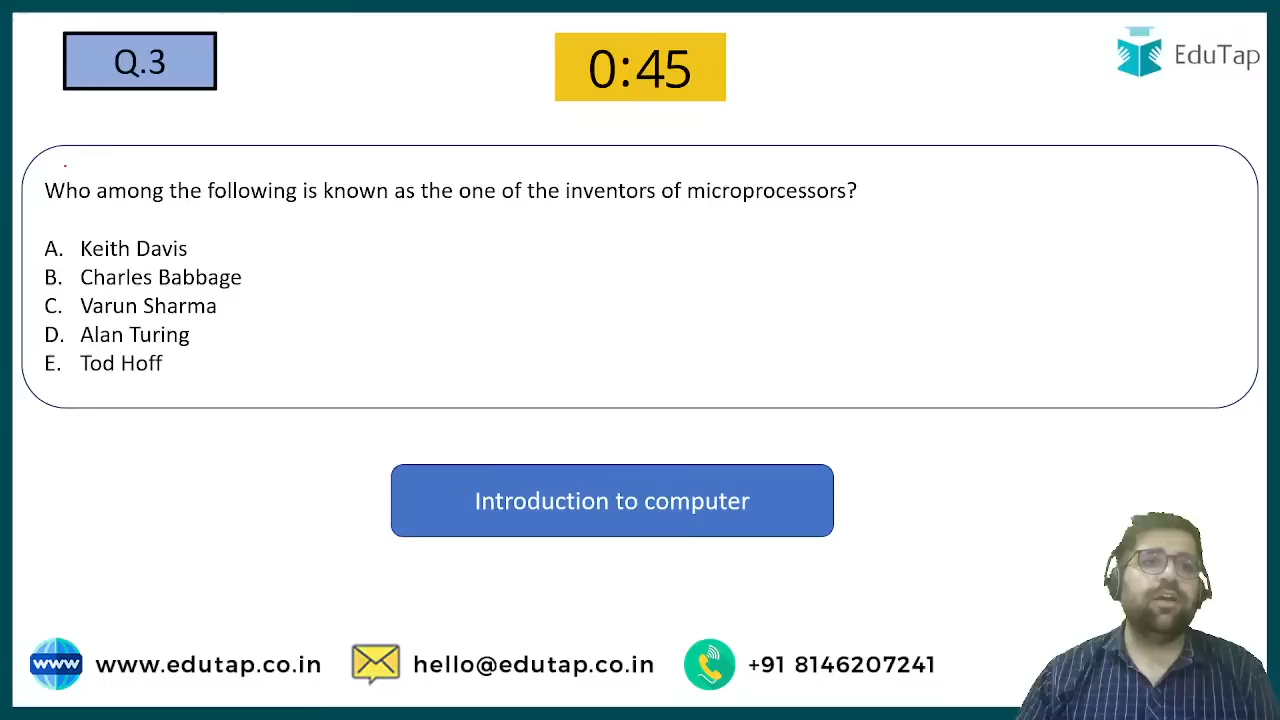 Q.3
0:45
EduTap
Who among the following is known as the one of the inventors of microprocessors?
A. Keith Davis
B. Charles Babbage
C. Varun Sharma
D. Alan Turing
E. Tod Hoff
Introduction to computer
www
www.edutap.co.in
hello@edutap.co.in
+91 8146207241